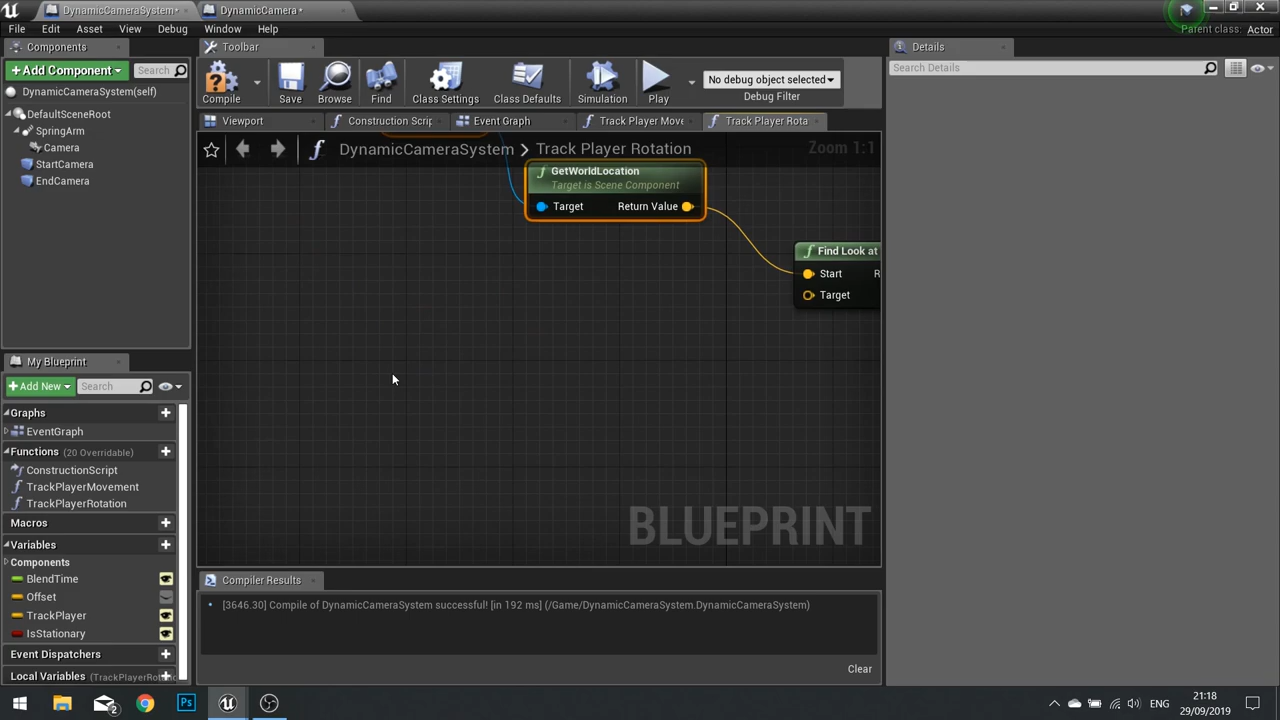 DynamicCameraSystem*
DynamicCamera•
File
Edit
Asset
View
Debug
Window
Help
Parent class: Actor
Components
Toolbar
Details
+ Add Component
Search
Compile
Save
Browse
Find
Class Settings
Class Defaults
Simulation
Play
No debug object selected
Debug Filter
Search Details
DynamicCameraSystem(self)
DefaultSceneRoot
SpringArm
Camera
StartCamera
EndCamera
Viewport
Construction Scrip
Event Graph
Track Player Move
Track Player Rota
DynamicCameraSystem > Track Player Rotation
Zoom 1:1
GetWorldLocation
Target is Scene Component
Target
Return Value
Find Look at
Start
R
Target
BLUEPRINT
My Blueprint
+ Add New
Search
Graphs
EventGraph
Functions (20 Overridable)
ConstructionScript
TrackPlayerMovement
TrackPlayerRotation
Macros
Variables
Components
BlendTime
Offset
TrackPlayer
IsStationary
Event Dispatchers
Local Variables (TrackPlayerRotatio
Compiler Results
[3646.30] Compile of DynamicCameraSystem successful! [in 192 ms] (/Game/DynamicCameraSystem.DynamicCameraSystem)
Clear
2
Ps
ENG
21:18
29/09/2019